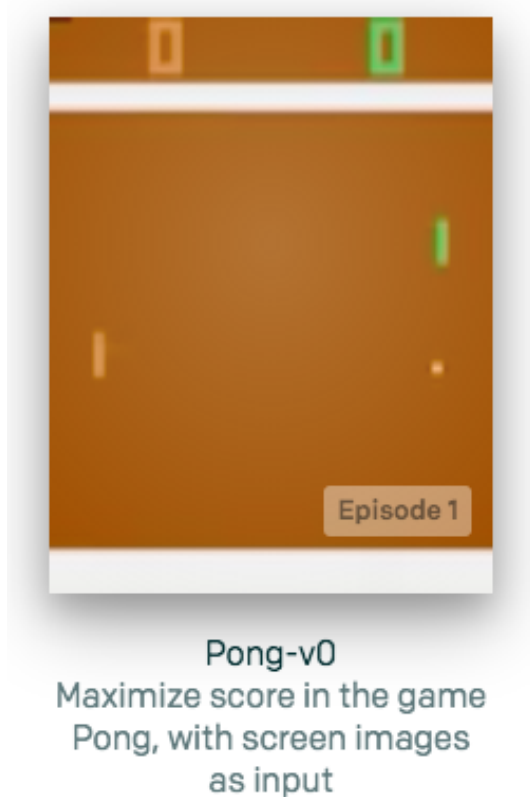 0 0
Episode 1
Pong-v0
Maximize score in the game
Pong, with screen images
as input